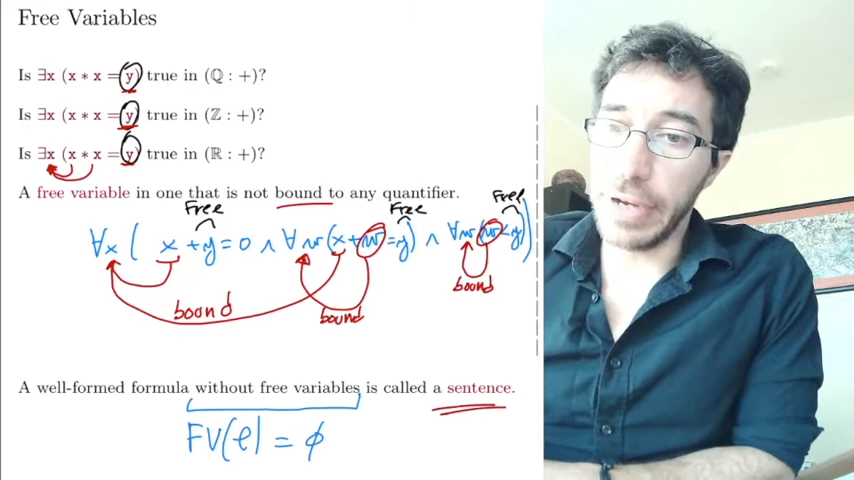 Free Variables
Is ∃x (x ∗ x = y) true in (ℚ : +)?
Is ∃x (x ∗ x = y) true in (ℤ : +)?
Is ∃x (x ∗ x = y) true in (ℝ : +)?
A free variable in one that is not bound to any quantifier.
Free Free Free
∀x ( x + y = 0 ∧ ∀w (x + w = y) ∧ ∀w (w < y) )
bound bound bound
A well-formed formula without free variables is called a sentence.
FV(φ) = ∅